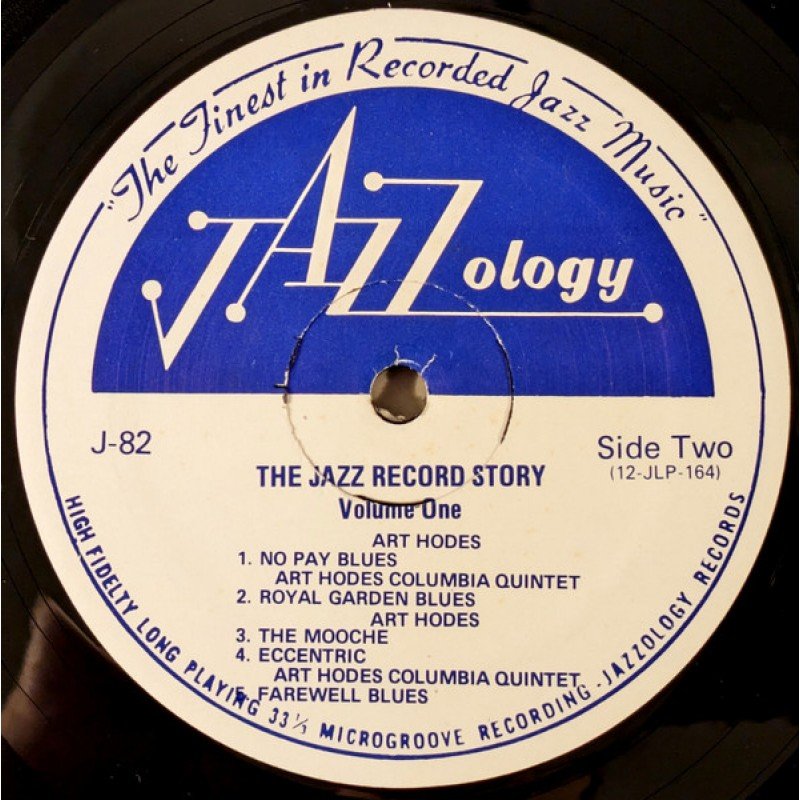 "The Finest in Recorded Jazz Music"
JAZZology
J-82
Side Two
(12-JLP-164)
THE JAZZ RECORD STORY
Volume One
ART HODES
1. NO PAY BLUES
ART HODES COLUMBIA QUINTET
2. ROYAL GARDEN BLUES
ART HODES
3. THE MOOCHE
4. ECCENTRIC
ART HODES COLUMBIA QUINTET
5. FAREWELL BLUES
HIGH FIDELTY LONG PLAYING 33⅓ MICROGROOVE RECORDING - JAZZOLOGY RECORDS